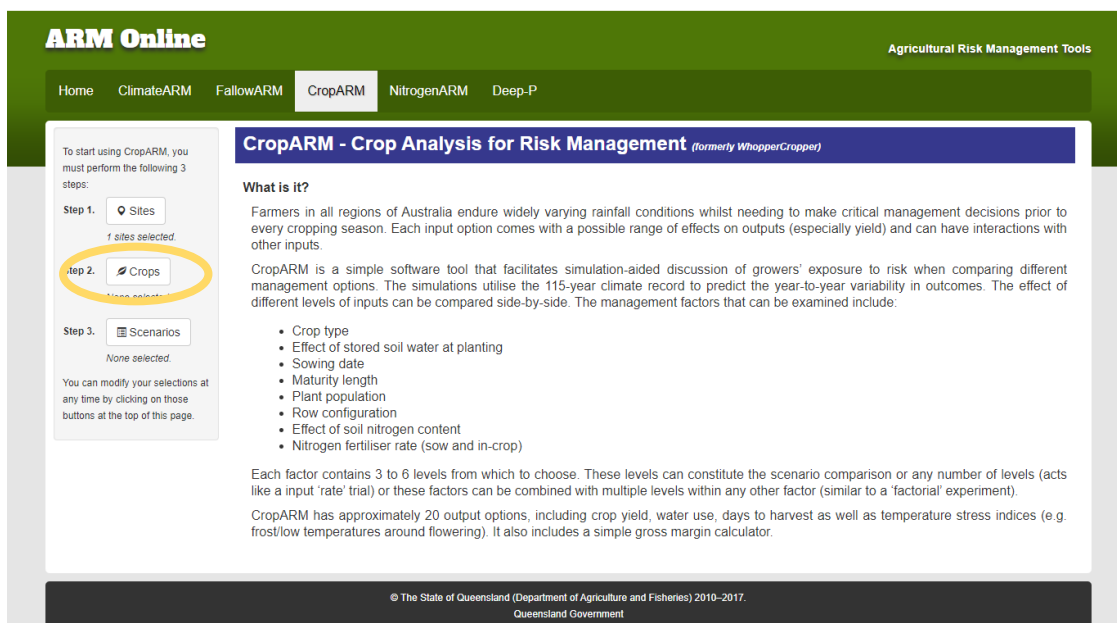 ARM Online
Agricultural Risk Management Tools
Home ClimateARM FallowARM CropARM NitrogenARM Deep-P
To start using CropARM, you
must perform the following 3
steps:
Step 1. Sites
1 sites selected.
Step 2. Crops
None selected.
Step 3. Scenarios
None selected.
You can modify your selections at
any time by clicking on those
buttons at the top of this page.
CropARM - Crop Analysis for Risk Management (formerly WhopperCropper)
What is it?
Farmers in all regions of Australia endure widely varying rainfall conditions whilst needing to make critical management decisions prior to
every cropping season. Each input option comes with a possible range of effects on outputs (especially yield) and can have interactions with
other inputs.
CropARM is a simple software tool that facilitates simulation-aided discussion of growers' exposure to risk when comparing different
management options. The simulations utilise the 115-year climate record to predict the year-to-year variability in outcomes. The effect of
different levels of inputs can be compared side-by-side. The management factors that can be examined include:
• Crop type
• Effect of stored soil water at planting
• Sowing date
• Maturity length
• Plant population
• Row configuration
• Effect of soil nitrogen content
• Nitrogen fertiliser rate (sow and in-crop)
Each factor contains 3 to 6 levels from which to choose. These levels can constitute the scenario comparison or any number of levels (acts
like a input 'rate' trial) or these factors can be combined with multiple levels within any other factor (similar to a 'factorial' experiment).
CropARM has approximately 20 output options, including crop yield, water use, days to harvest as well as temperature stress indices (e.g.
frost/low temperatures around flowering). It also includes a simple gross margin calculator.
© The State of Queensland (Department of Agriculture and Fisheries) 2010–2017.
Queensland Government